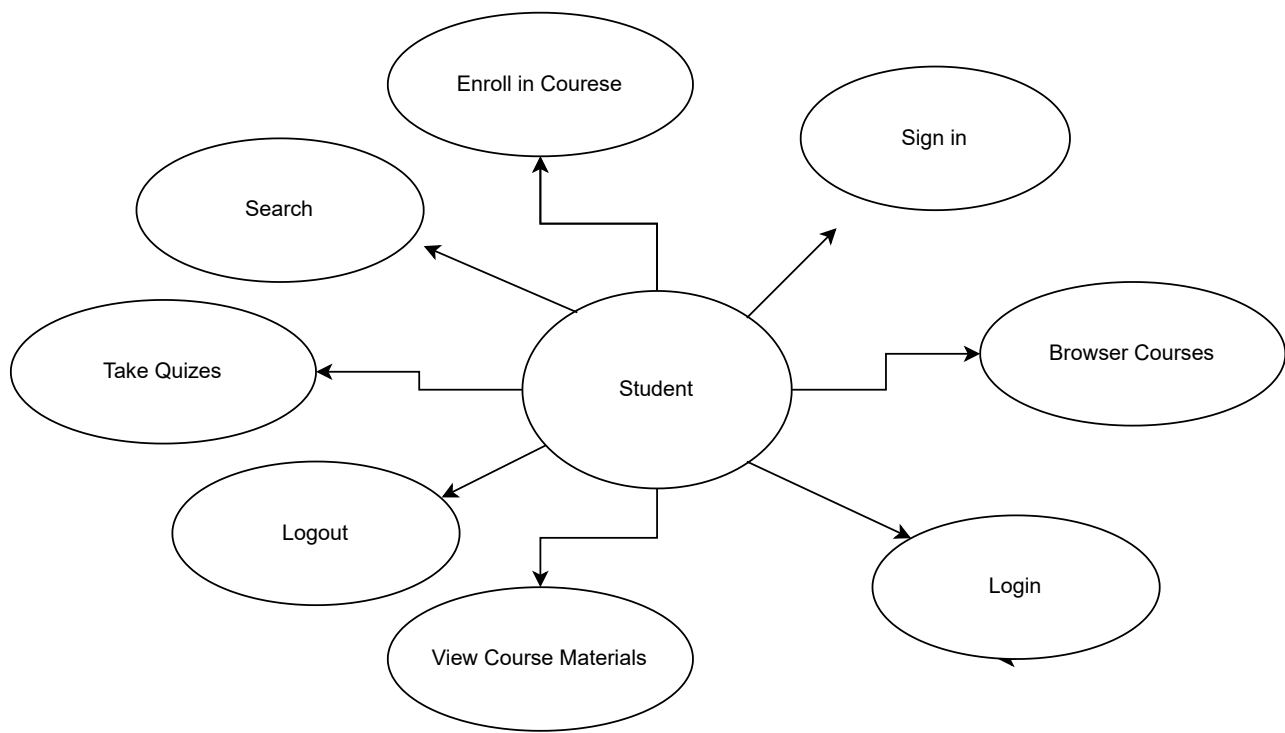 Enroll in Courese
Sign in
Search
Browser Courses
Take Quizes
Student
Logout
Login
View Course Materials